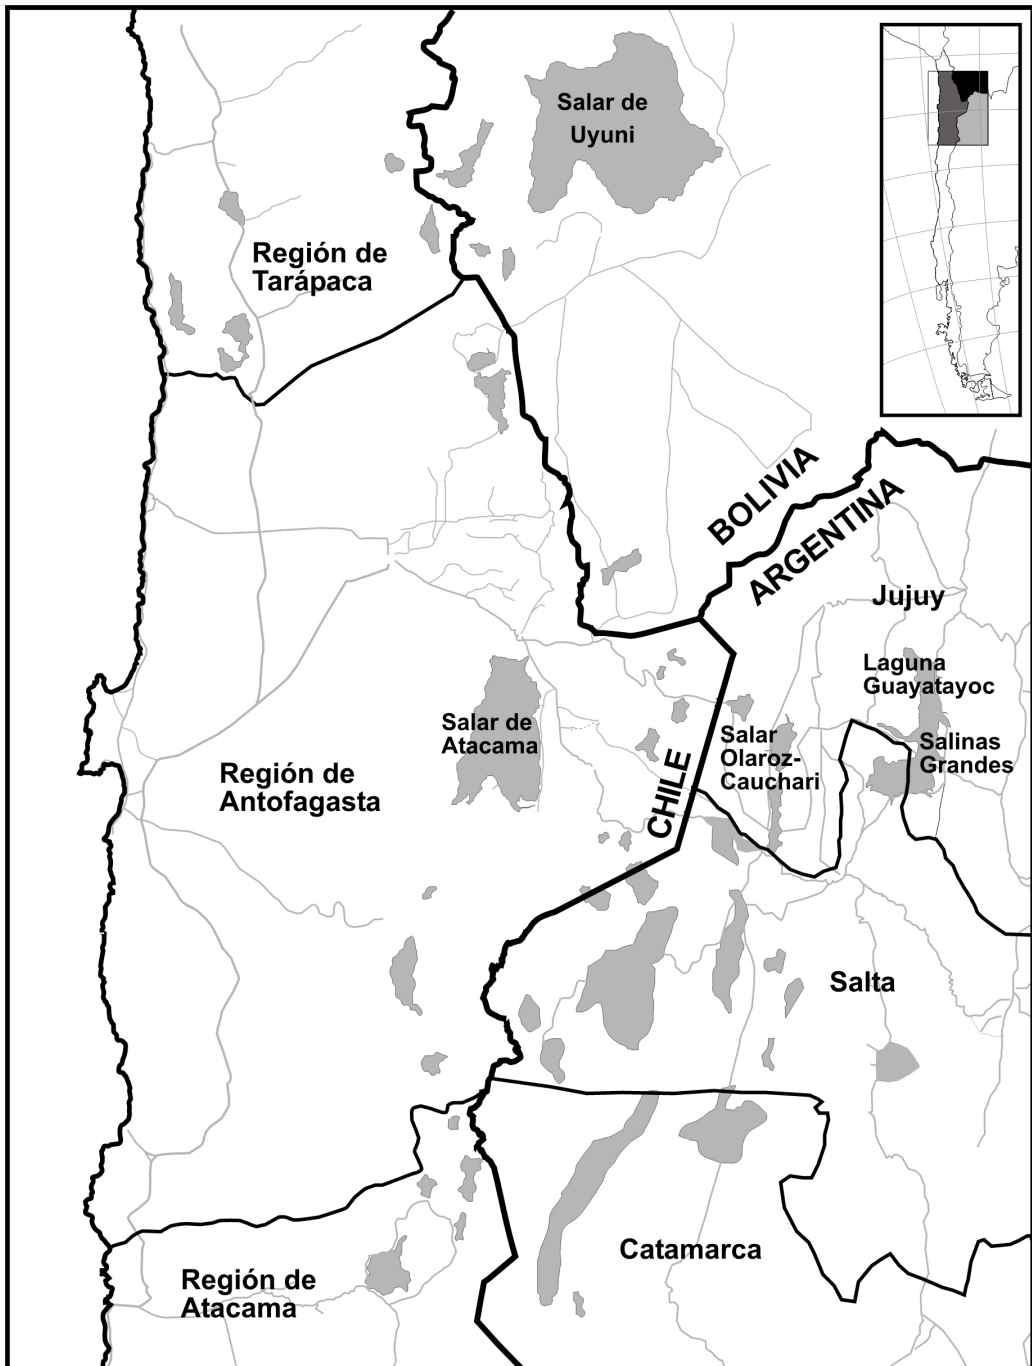 Salar de
Uyuni
Región de
Tarápaca
BOLIVIA
ARGENTINA
Jujuy
Laguna
Guayatayoc
Salar de
Atacama
Salar
Olaroz-
Cauchari
Salinas
Grandes
CHILE
Región de
Antofagasta
Salta
Catamarca
Región de
Atacama